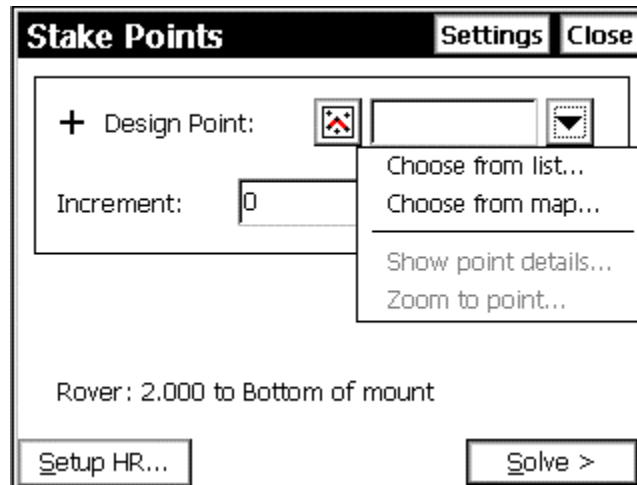 Stake Points Settings Close
Design Point:
Choose from list...
Increment: 0
Choose from map...
Show point details...
Zoom to point...
Rover: 2.000 to Bottom of mount
Setup HR... Solve >